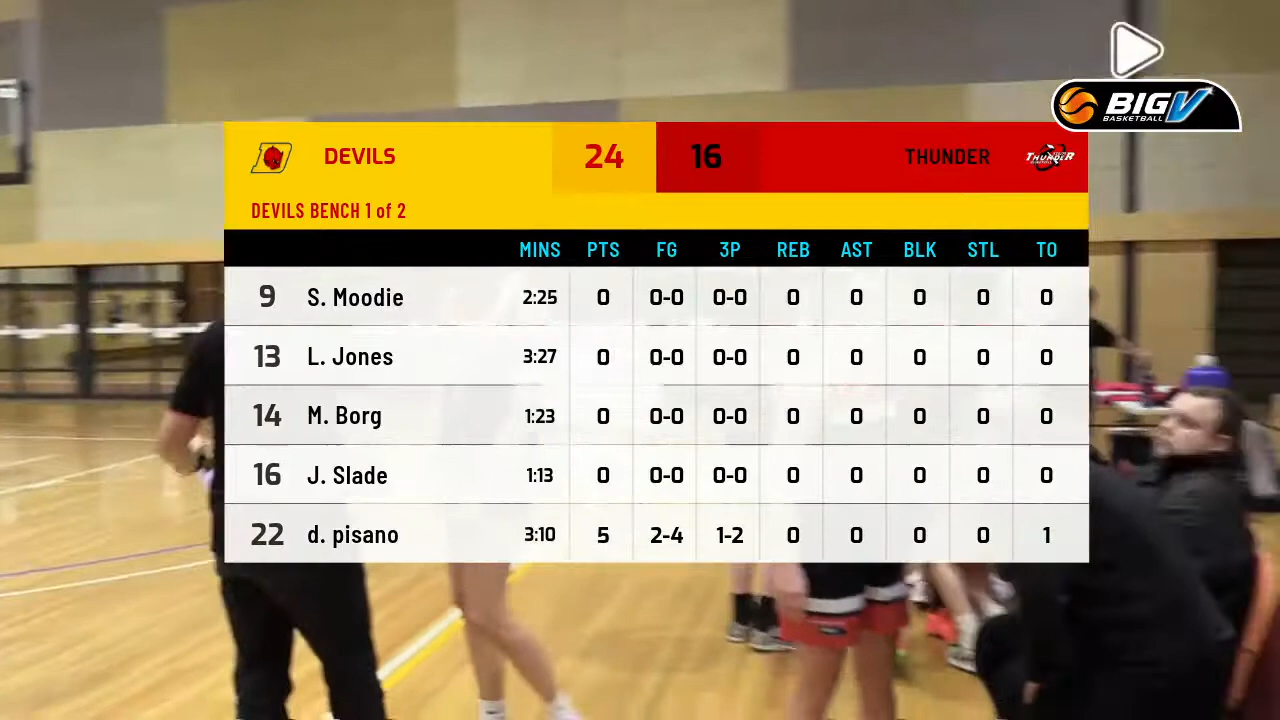 BIGV
BASKETBALL
DEVILS 24 16 THUNDER THUNDER
DEVILS BENCH 1 of 2
MINS PTS FG 3P REB AST BLK STL TO
9 S. Moodie 2:25 0 0-0 0-0 0 0 0 0 0
13 L. Jones 3:27 0 0-0 0-0 0 0 0 0 0
14 M. Borg 1:23 0 0-0 0-0 0 0 0 0 0
16 J. Slade 1:13 0 0-0 0-0 0 0 0 0 0
22 d. pisano 3:10 5 2-4 1-2 0 0 0 0 1